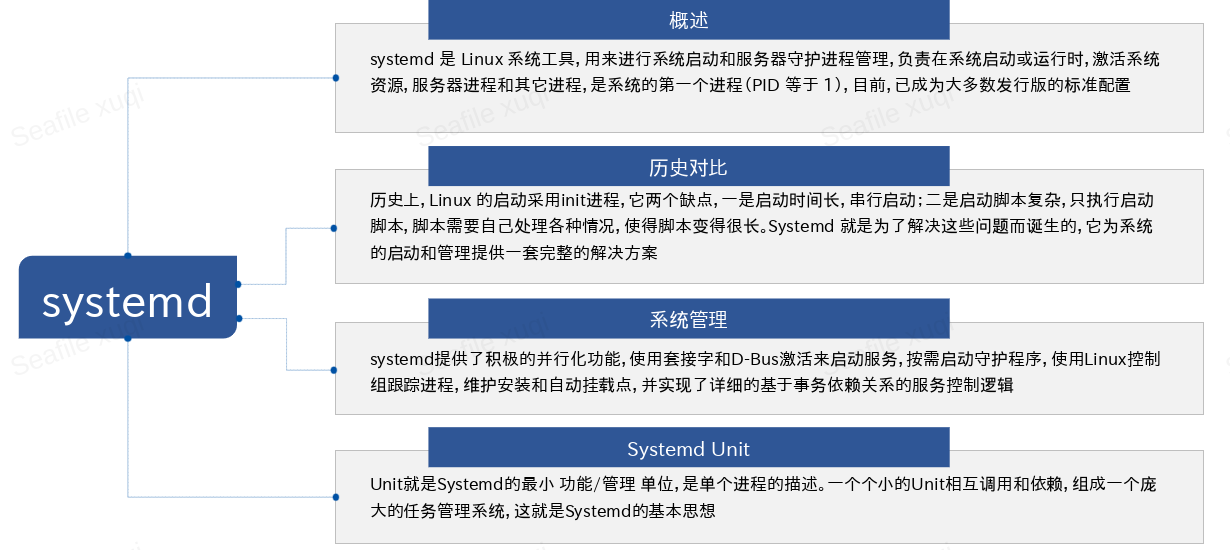 概述
systemd 是 Linux 系统工具，用来进行系统启动和服务器守护进程管理，负责在系统启动或运行时，激活系统
资源，服务器进程和其它进程，是系统的第一个进程（PID 等于 1），目前，已成为大多数发行版的标准配置
历史对比
历史上，Linux 的启动采用init进程，它两个缺点，一是启动时间长，串行启动；二是启动脚本复杂，只执行启动
脚本，脚本需要自己处理各种情况，使得脚本变得很长。Systemd 就是为了解决这些问题而诞生的，它为系统
的启动和管理提供一套完整的解决方案
systemd
系统管理
systemd提供了积极的并行化功能，使用套接字和D-Bus激活来启动服务，按需启动守护程序，使用Linux控制
组跟踪进程，维护安装和自动挂载点，并实现了详细的基于事务依赖关系的服务控制逻辑
Systemd Unit
Unit就是Systemd的最小 功能/管理 单位，是单个进程的描述。一个个小的Unit相互调用和依赖，组成一个庞
大的任务管理系统，这就是Systemd的基本思想
Seafile xuqi
Seafile xuqi
Seafile xuqi
Seafile xuqi
Seafile xuqi
Seafile xuqi